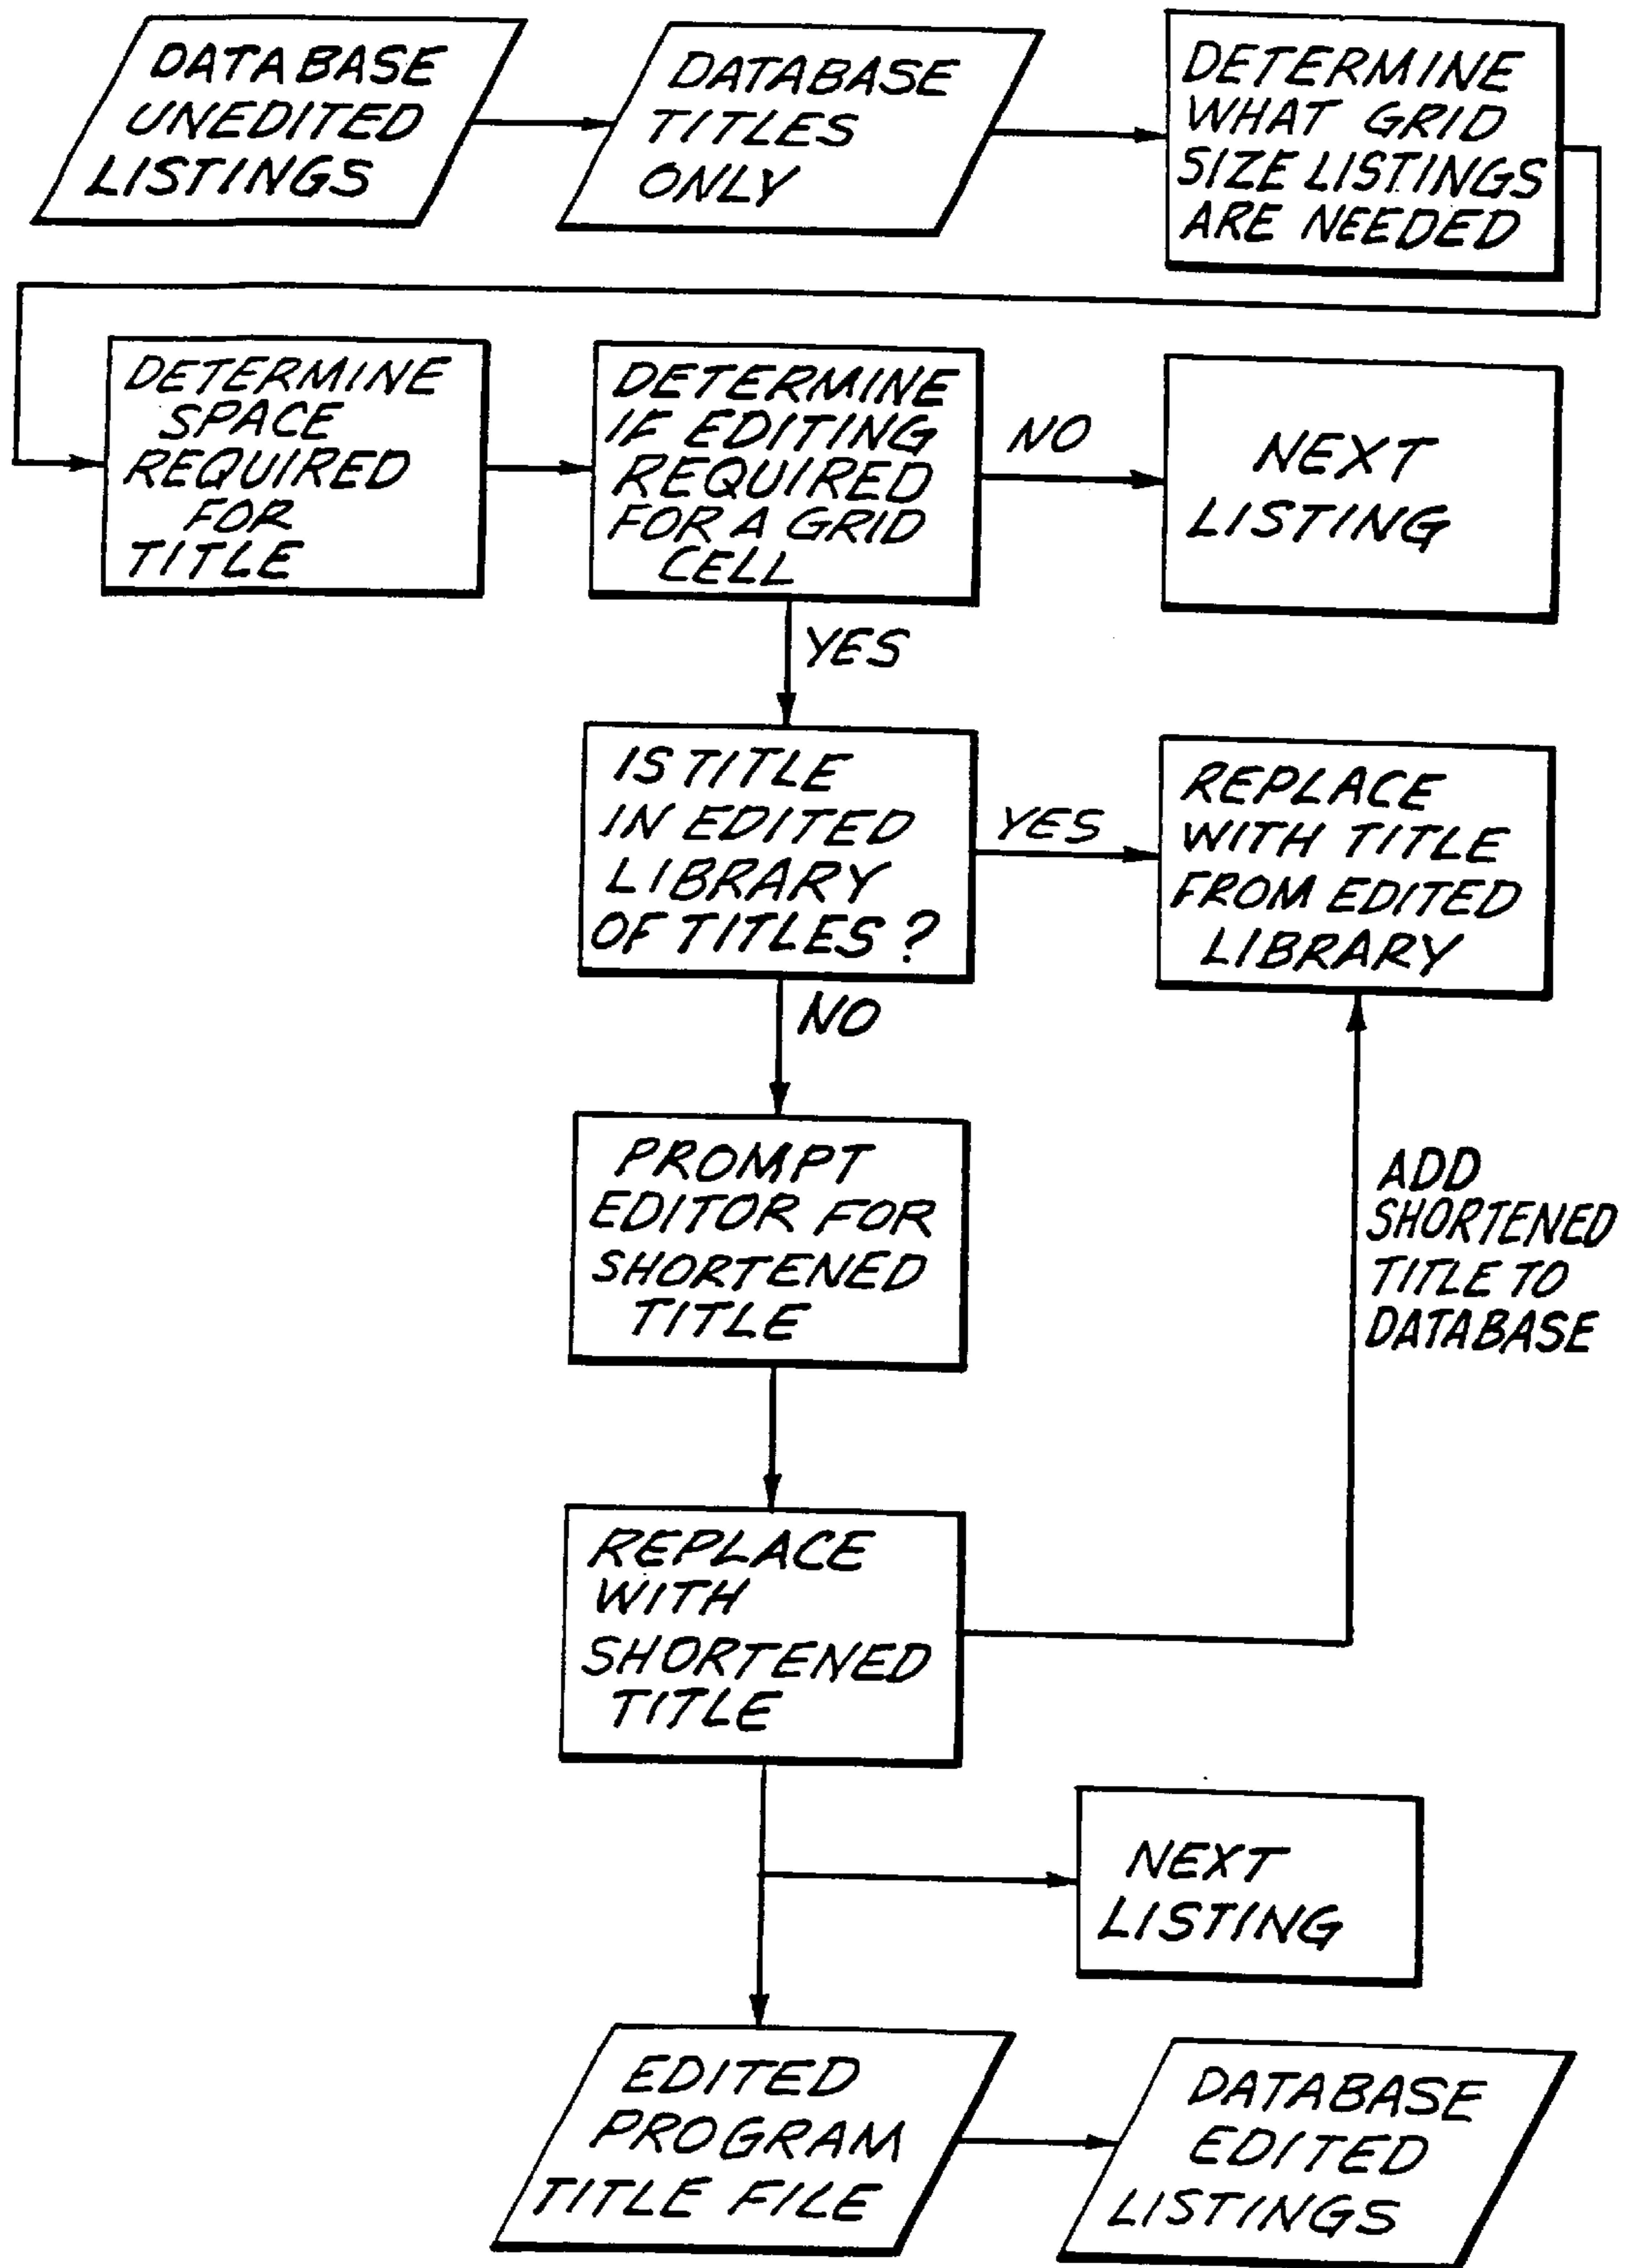 DATABASE
UNEDITED
LISTINGS
DATABASE
TITLES
ONLY
DETERMINE
WHAT GRID
SIZE LISTINGS
ARE NEEDED
DETERMINE
SPACE
REQUIRED
FOR
TITLE
DETERMINE
IF EDITING
REQUIRED
FOR A GRID
CELL
NO
NEXT
LISTING
YES
IS TITLE
IN EDITED
LIBRARY
OF TITLES?
YES
REPLACE
WITH TITLE
FROM EDITED
LIBRARY
NO
PROMPT
EDITOR FOR
SHORTENED
TITLE
ADD
SHORTENED
TITLE TO
DATABASE
REPLACE
WITH
SHORTENED
TITLE
NEXT
LISTING
EDITED
PROGRAM
TITLE FILE
DATABASE
EDITED
LISTINGS